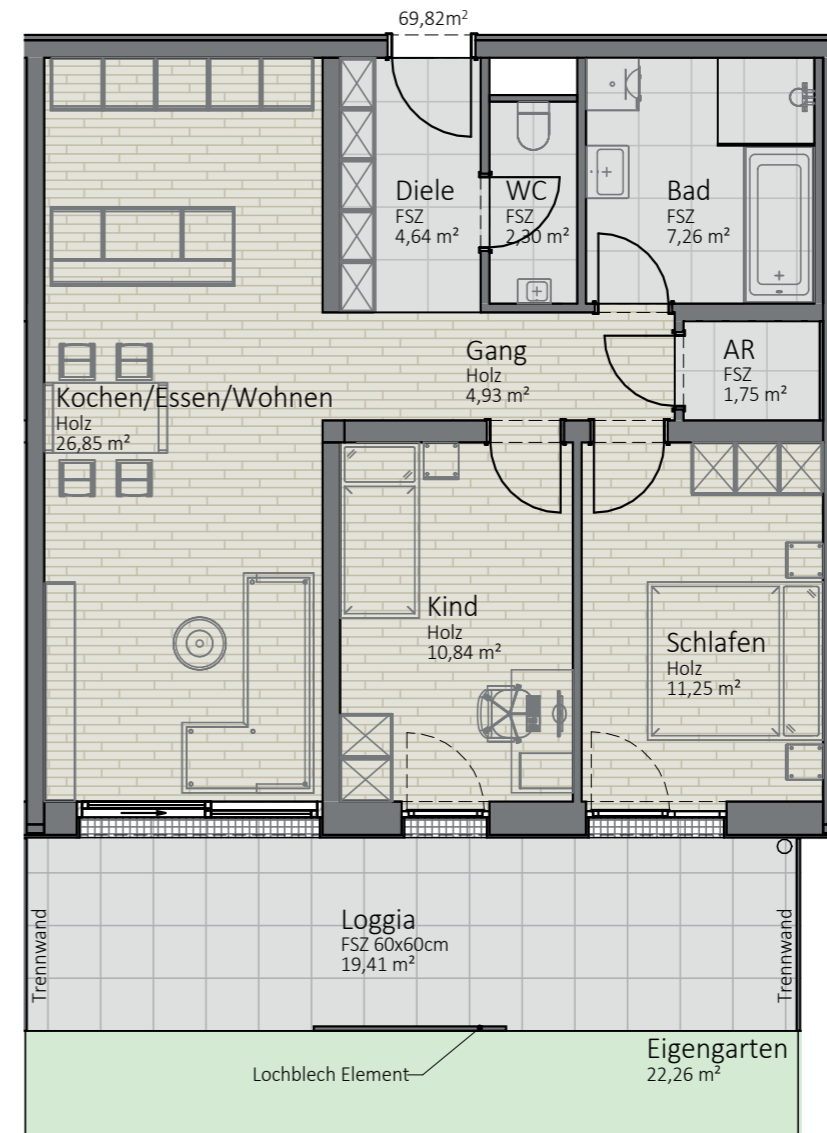 69,82m²
Diele
FSZ
4,64 m²
WC
FSZ
2,30 m²
Bad
FSZ
7,26 m²
Gang
Holz
4,93 m²
AR
FSZ
1,75 m²
Kochen/Essen/Wohnen
Holz
26,85 m²
Kind
Holz
10,84 m²
Schlafen
Holz
11,25 m²
Trennwand
Loggia
FSZ 60x60cm
19,41 m²
Trennwand
Eigengarten
22,26 m²
Lochblech Element